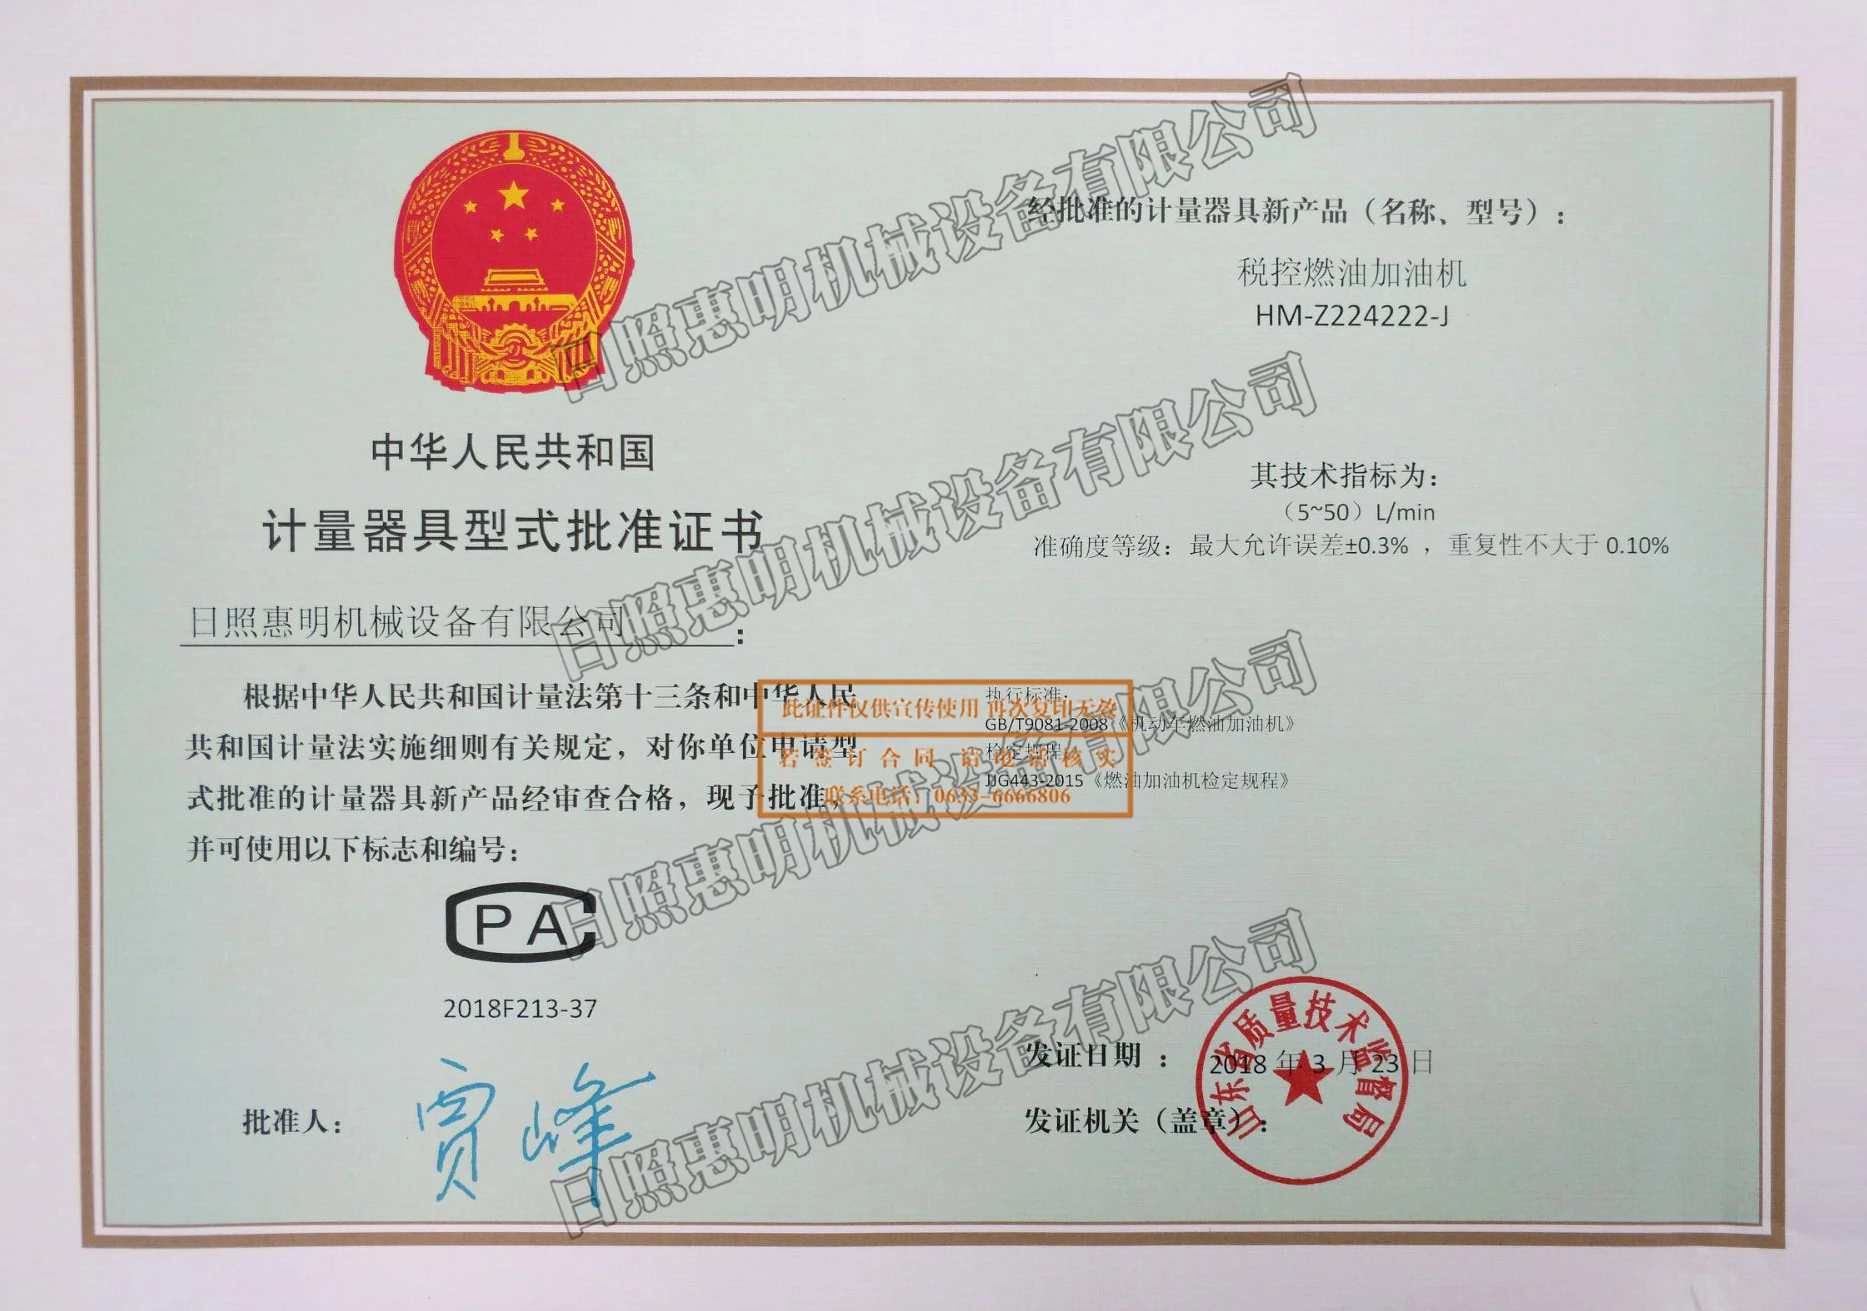 中华人民共和国
计量器具型式批准证书
日照惠明机械设备有限公司：
根据中华人民共和国计量法第十三条和中华人民
共和国计量法实施细则有关规定，对你单位申请型
式批准的计量器具新产品经审查合格，现予批准，
并可使用以下标志和编号：
CPA
2018F213-37
批准人：
贾峰
经批准的计量器具新产品（名称、型号）：
税控燃油加油机
HM-Z224222-J
其技术指标为：
（5~50）L/min
准确度等级：最大允许误差±0.3% ，重复性不大于 0.10%
执行标准：
GB/T9081-2008《机动车燃油加油机》
检定规程：
JJG443-2015《燃油加油机检定规程》
此证件仅供宣传使用 再次复印无效
若签订合同 请电话核实
联系电话：0633-6666806
发证日期 ： 2018 年 3 月 23 日
发证机关（盖章）：
山东省质量技术监督局
日照惠明机械设备有限公司
日照惠明机械设备有限公司
日照惠明机械设备有限公司
日照惠明机械设备有限公司